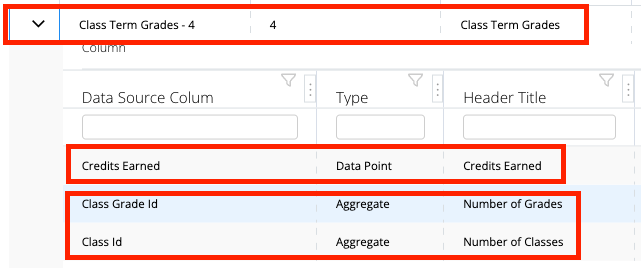 Class Term Grades - 4 4 Class Term Grades
Column
Data Source Colum Type Header Title
Credits Earned Data Point Credits Earned
Class Grade Id Aggregate Number of Grades
Class Id Aggregate Number of Classes